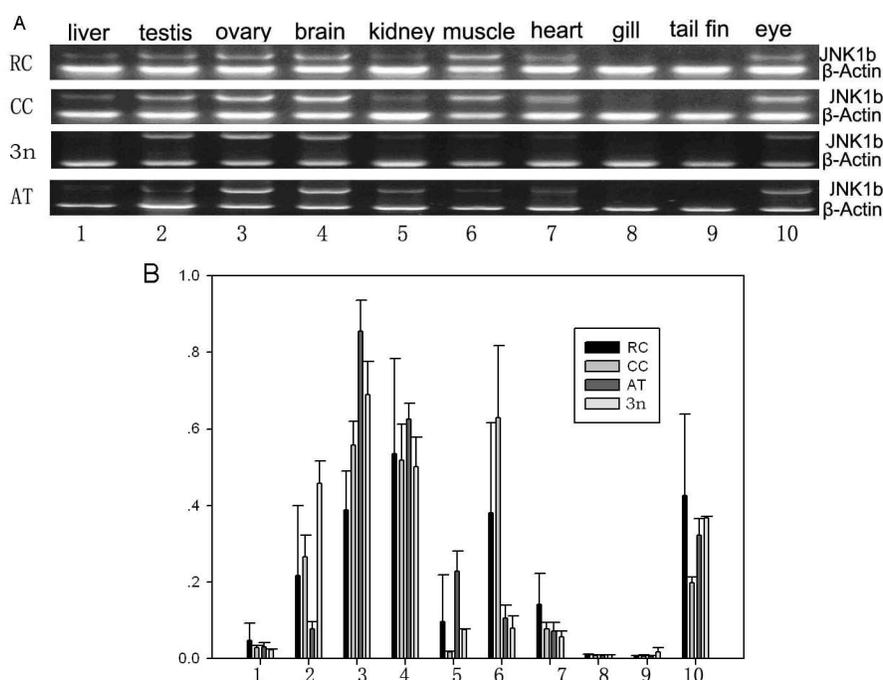 A
liver testis ovary brain kidney muscle heart gill tail fin eye
RC
JNK1b
β-Actin
CC
JNK1b
β-Actin
3n
JNK1b
β-Actin
AT
JNK1b
β-Actin
1 2 3 4 5 6 7 8 9 10
B
1.0
.8
.6
.4
.2
0.0
RC
CC
AT
3n
1 2 3 4 5 6 7 8 9 10